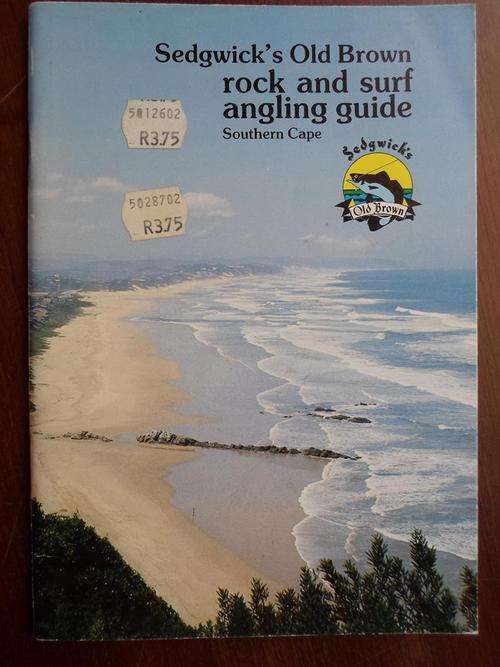 Sedgwick's Old Brown
rock and surf
angling guide
Southern Cape
5012602
R3.75
5028702
R3.75
Sedgwick's
Old Brown